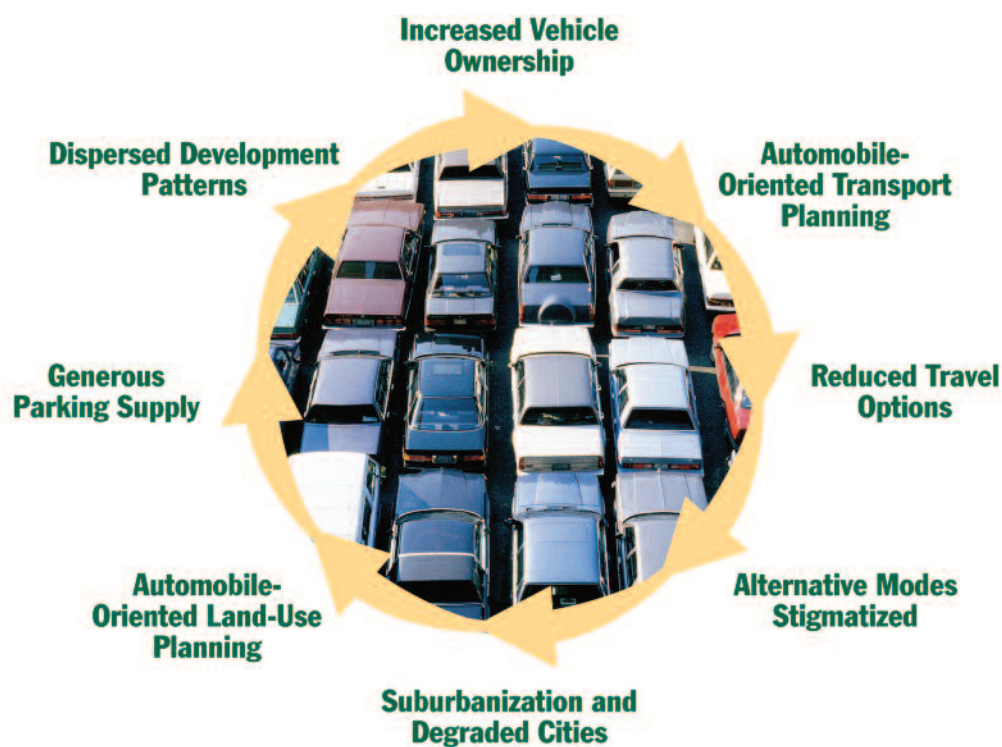 Increased Vehicle
Ownership
Automobile-
Oriented Transport
Planning
Reduced Travel
Options
Alternative Modes
Stigmatized
Suburbanization and
Degraded Cities
Automobile-
Oriented Land-Use
Planning
Generous
Parking Supply
Dispersed Development
Patterns